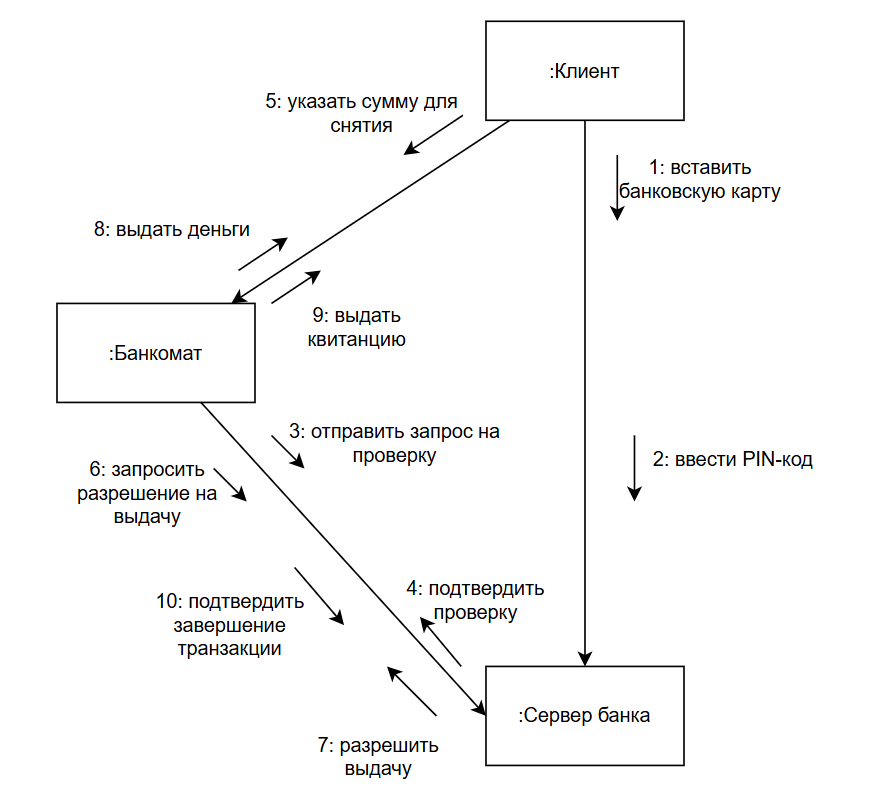 :Клиент
5: указать сумму для
снятия
1: вставить
банковскую карту
8: выдать деньги
9: выдать
квитанцию
:Банкомат
3: отправить запрос на
проверку
2: ввести PIN-код
6: запросить
разрешение на
выдачу
4: подтвердить
проверку
10: подтвердить
завершение
транзакции
:Сервер банка
7: разрешить
выдачу